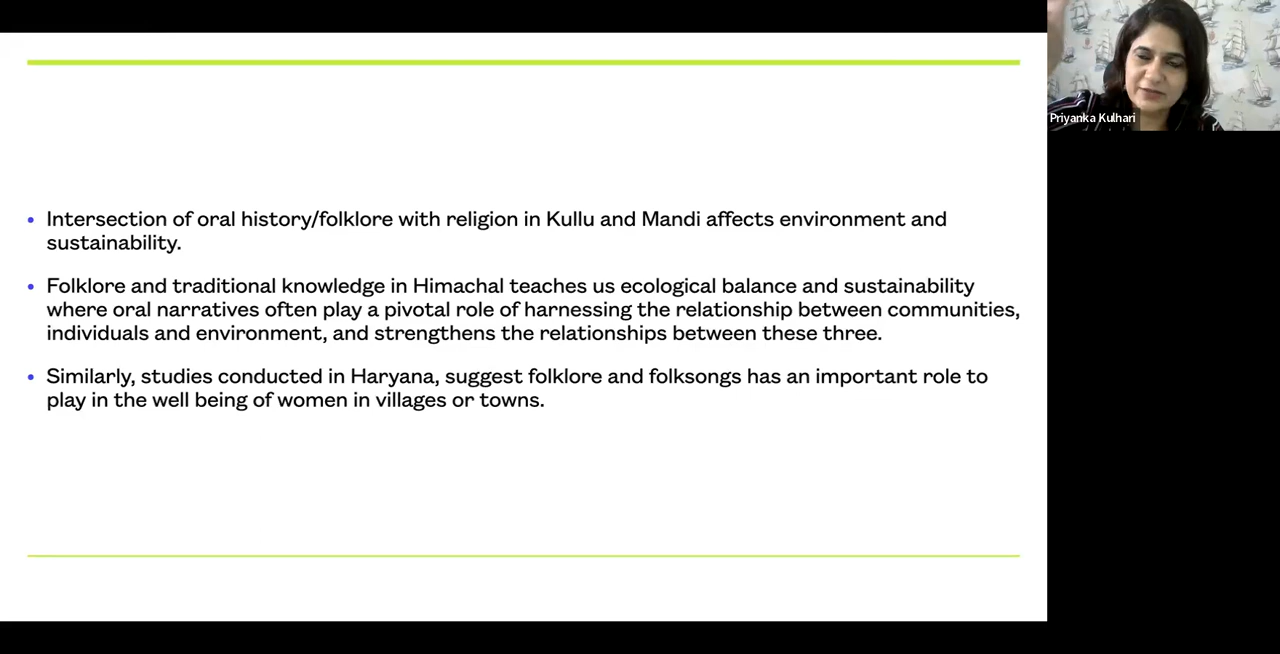 • Intersection of oral history/folklore with religion in Kullu and Mandi affects environment and
sustainability.
• Folklore and traditional knowledge in Himachal teaches us ecological balance and sustainability
where oral narratives often play a pivotal role of harnessing the relationship between communities,
individuals and environment, and strengthens the relationships between these three.
• Similarly, studies conducted in Haryana, suggest folklore and folksongs has an important role to
play in the well being of women in villages or towns.
Priyanka Kulhari